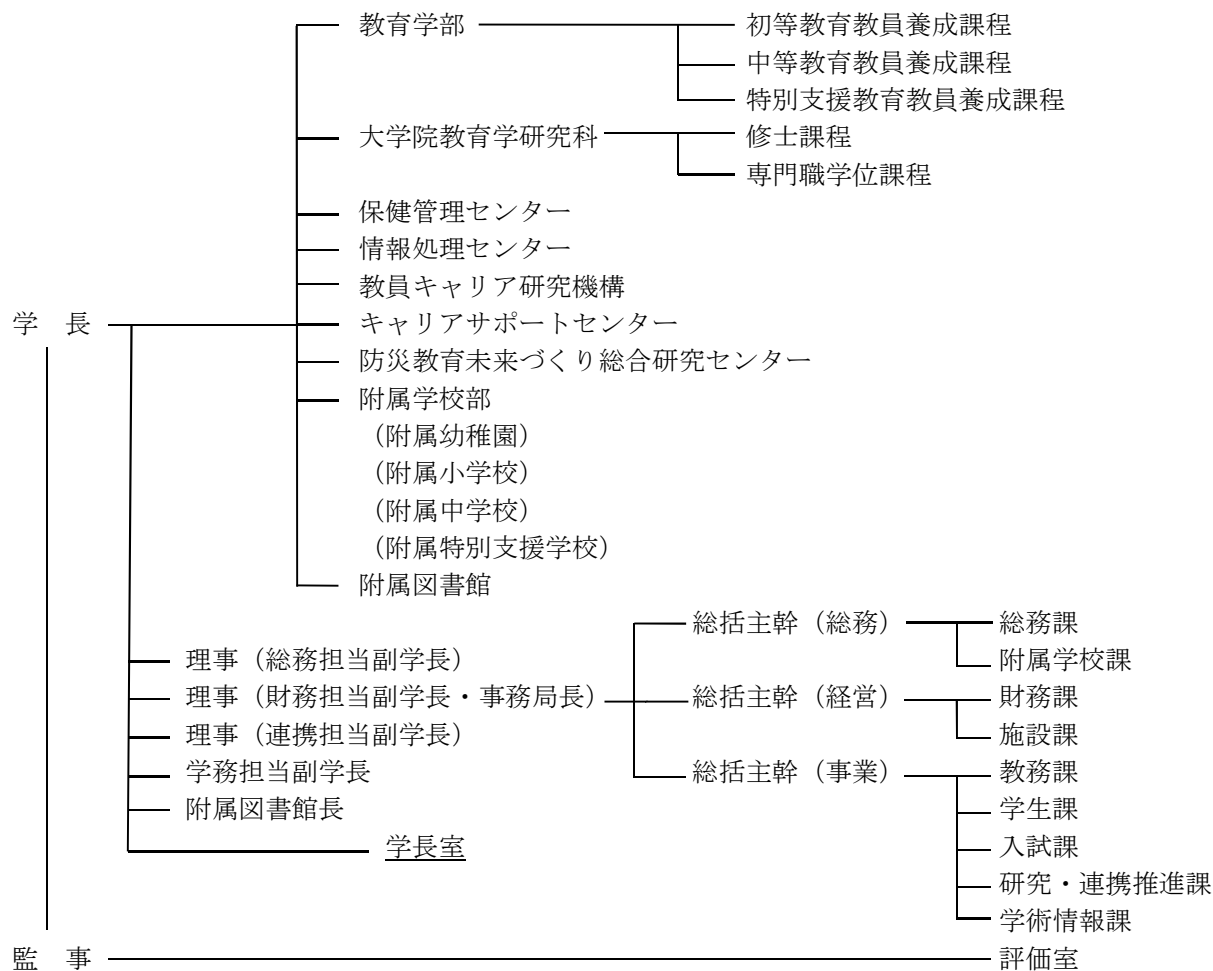 教育学部 初等教育教員養成課程
中等教育教員養成課程
特別支援教育教員養成課程
大学院教育学研究科 修士課程
専門職学位課程
保健管理センター
情報処理センター
教員キャリア研究機構
学　長 キャリアサポートセンター
防災教育未来づくり総合研究センター
附属学校部
（附属幼稚園）
（附属小学校）
（附属中学校）
（附属特別支援学校）
附属図書館
総括主幹（総務） 総務課
理事（総務担当副学長） 附属学校課
理事（財務担当副学長・事務局長） 総括主幹（経営） 財務課
理事（連携担当副学長） 施設課
学務担当副学長 総括主幹（事業） 教務課
附属図書館長 学生課
学長室 入試課
研究・連携推進課
学術情報課
監　事 評価室